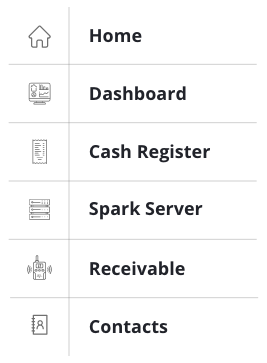 Home
Dashboard
Cash Register
Spark Server
Receivable
Contacts